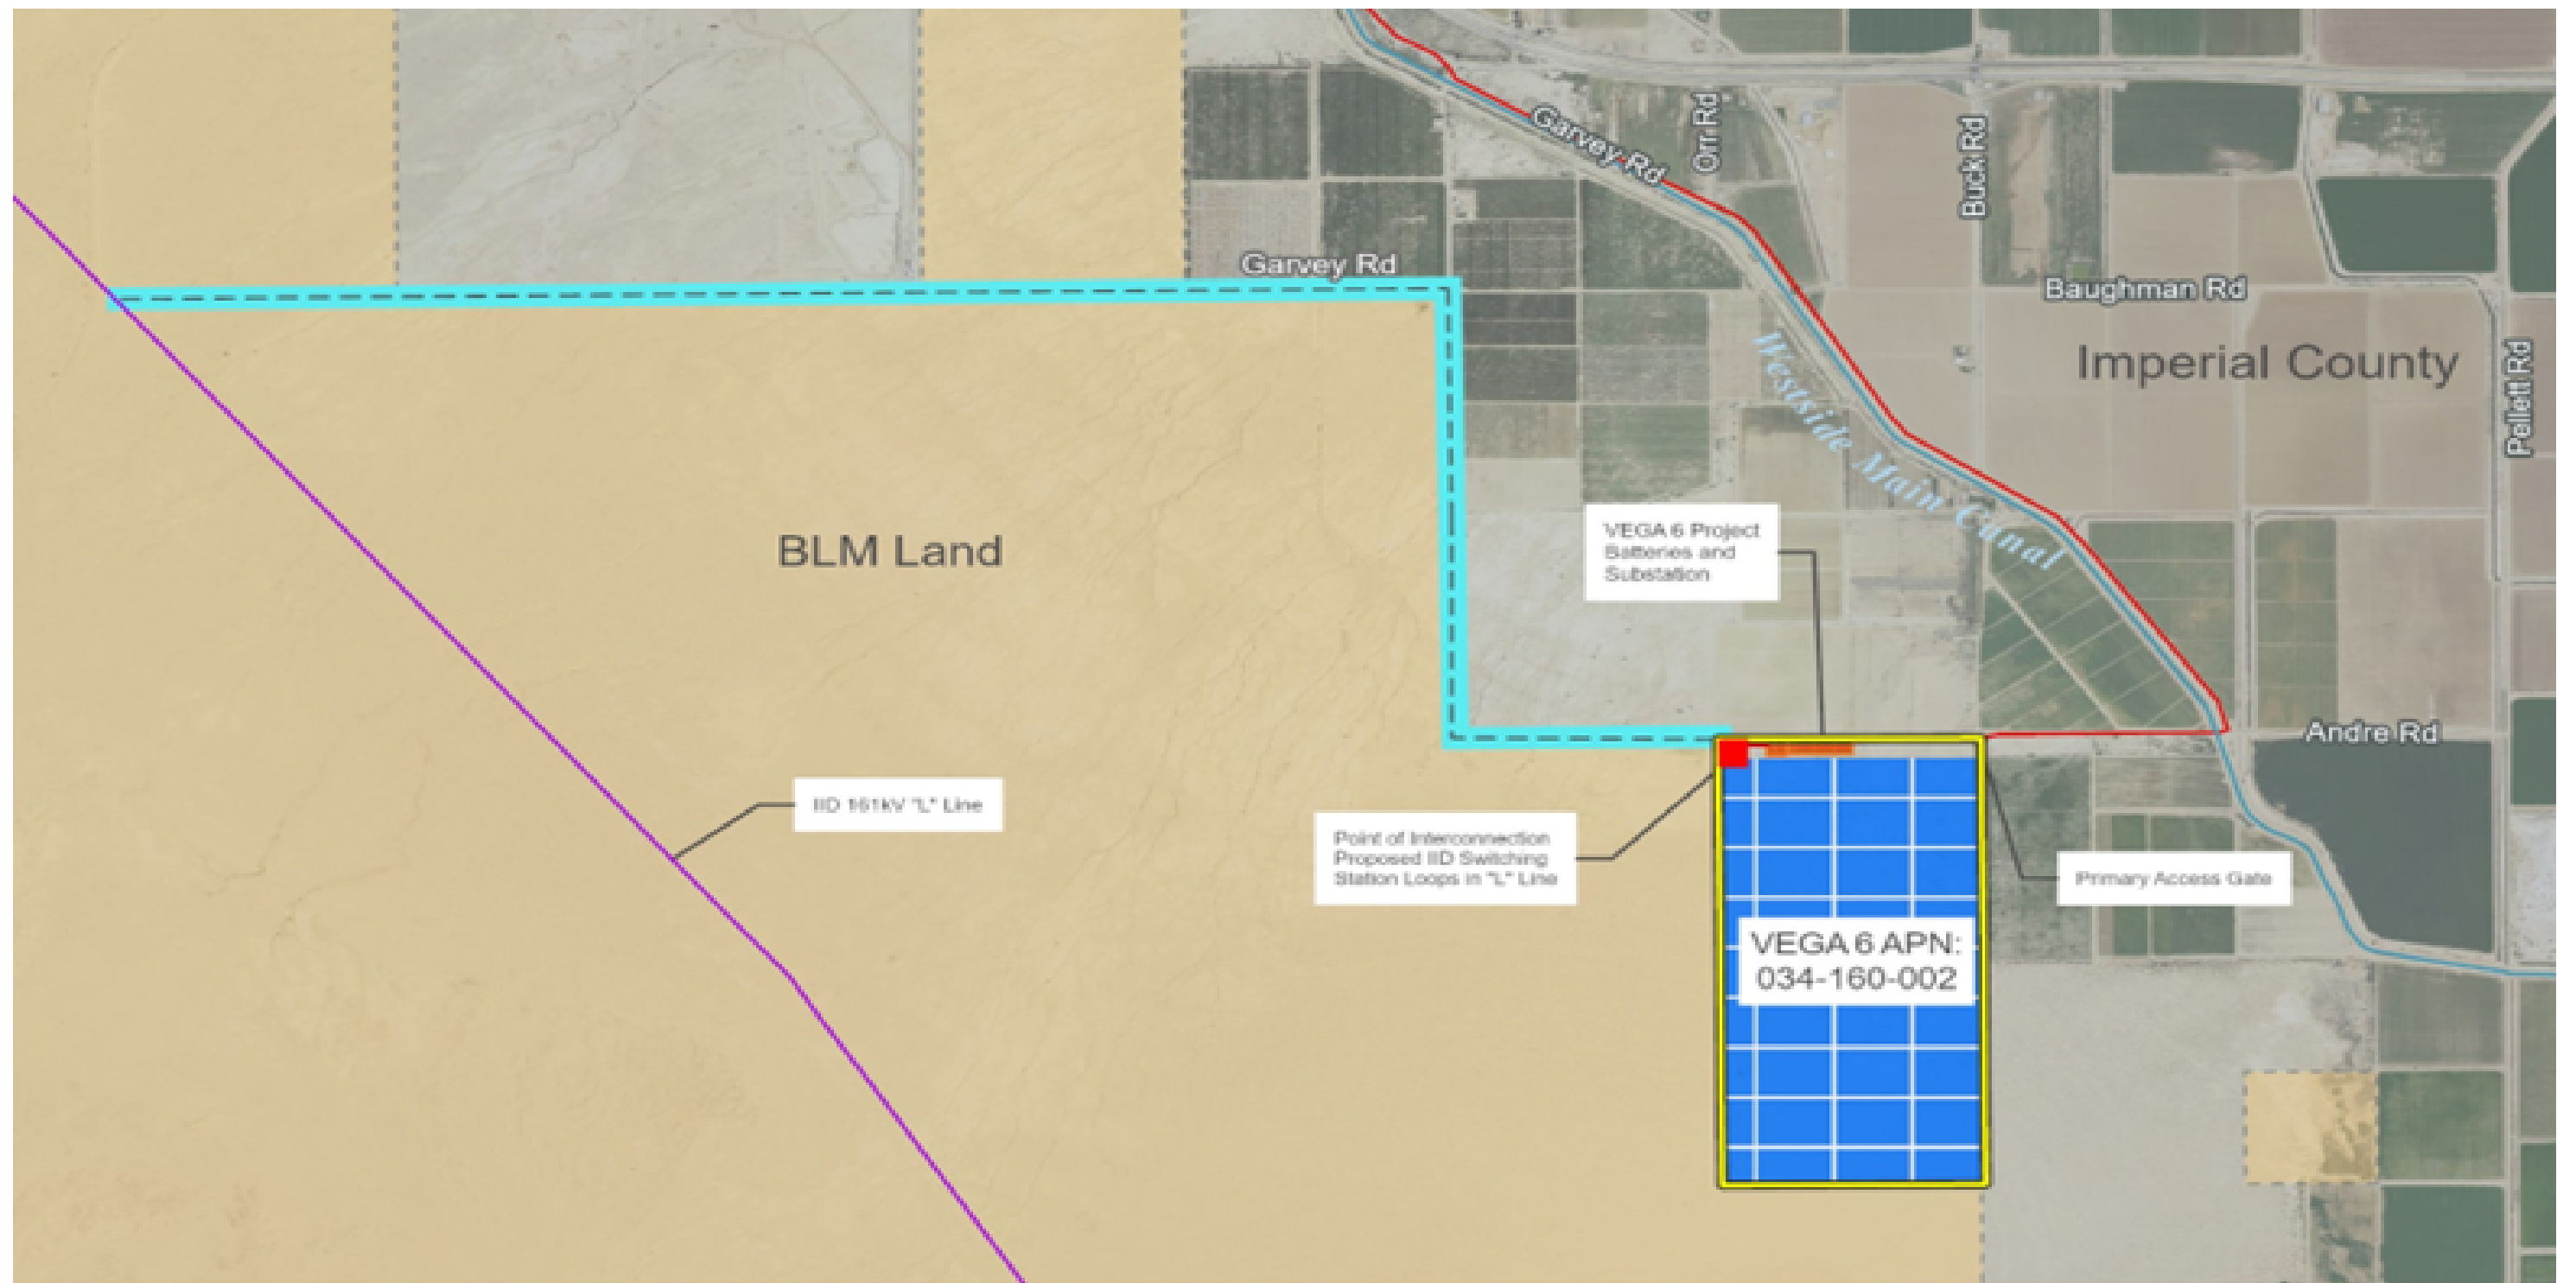 Garvey Rd
Orr Rd
Buck Rd
Garvey Rd
Baughman Rd
Imperial County
Pellett Rd
Westside Main Canal
BLM Land
VEGA 6 Project
Batteries and
Substation
Andre Rd
IID 161kV "L" Line
Point of Interconnection
Proposed IID Switching
Station Loops in "L" Line
Primary Access Gate
VEGA 6 APN:
034-160-002